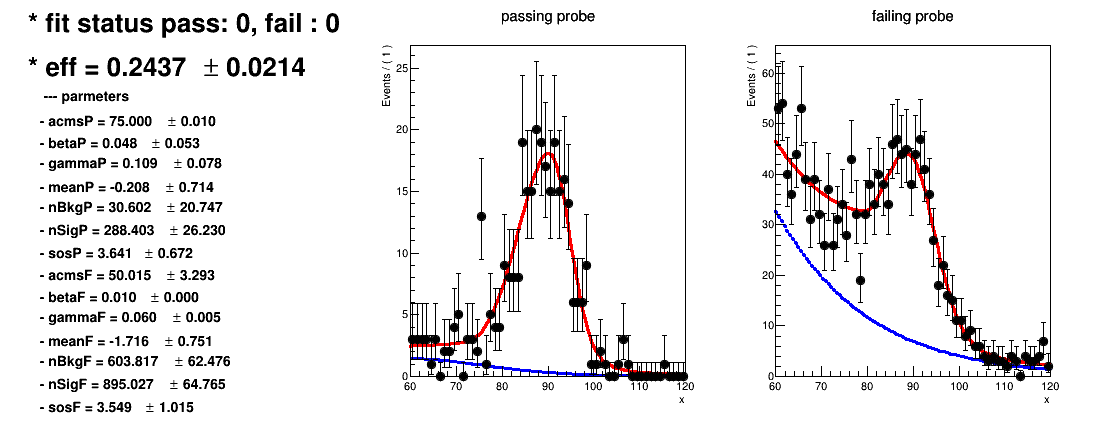 * fit status pass: 0, fail : 0
* eff = 0.2437 ± 0.0214
--- parmeters
- acmsP = 75.000 ± 0.010
- betaP = 0.048 ± 0.053
- gammaP = 0.109 ± 0.078
- meanP = -0.208 ± 0.714
- nBkgP = 30.602 ± 20.747
- nSigP = 288.403 ± 26.230
- sosP = 3.641 ± 0.672
- acmsF = 50.015 ± 3.293
- betaF = 0.010 ± 0.000
- gammaF = 0.060 ± 0.005
- meanF = -1.716 ± 0.751
- nBkgF = 603.817 ± 62.476
- nSigF = 895.027 ± 64.765
- sosF = 3.549 ± 1.015
passing probe
Events / ( 1 )
25
20
15
10
5
0
60 70 80 90 100 110 120
x
failing probe
Events / ( 1 )
60
50
40
30
20
10
0
60 70 80 90 100 110 120
x